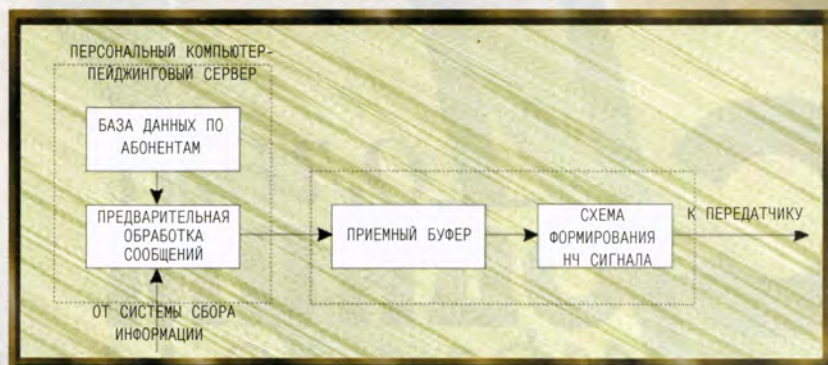 ПЕРСОНАЛЬНЫЙ КОМПЬЮТЕР-
ПЕЙДЖИНГОВЫЙ СЕРВЕР
БАЗА ДАННЫХ ПО
АБОНЕНТАМ
ПРЕДВАРИТЕЛЬНАЯ
ОБРАБОТКА
СООБЩЕНИЙ
ПРИЕМНЫЙ БУФЕР
СХЕМА
ФОРМИРОВАНИЯ
НЧ СИГНАЛА
К ПЕРЕДАТЧИКУ
ОТ СИСТЕМЫ СБОРА
ИНФОРМАЦИИ